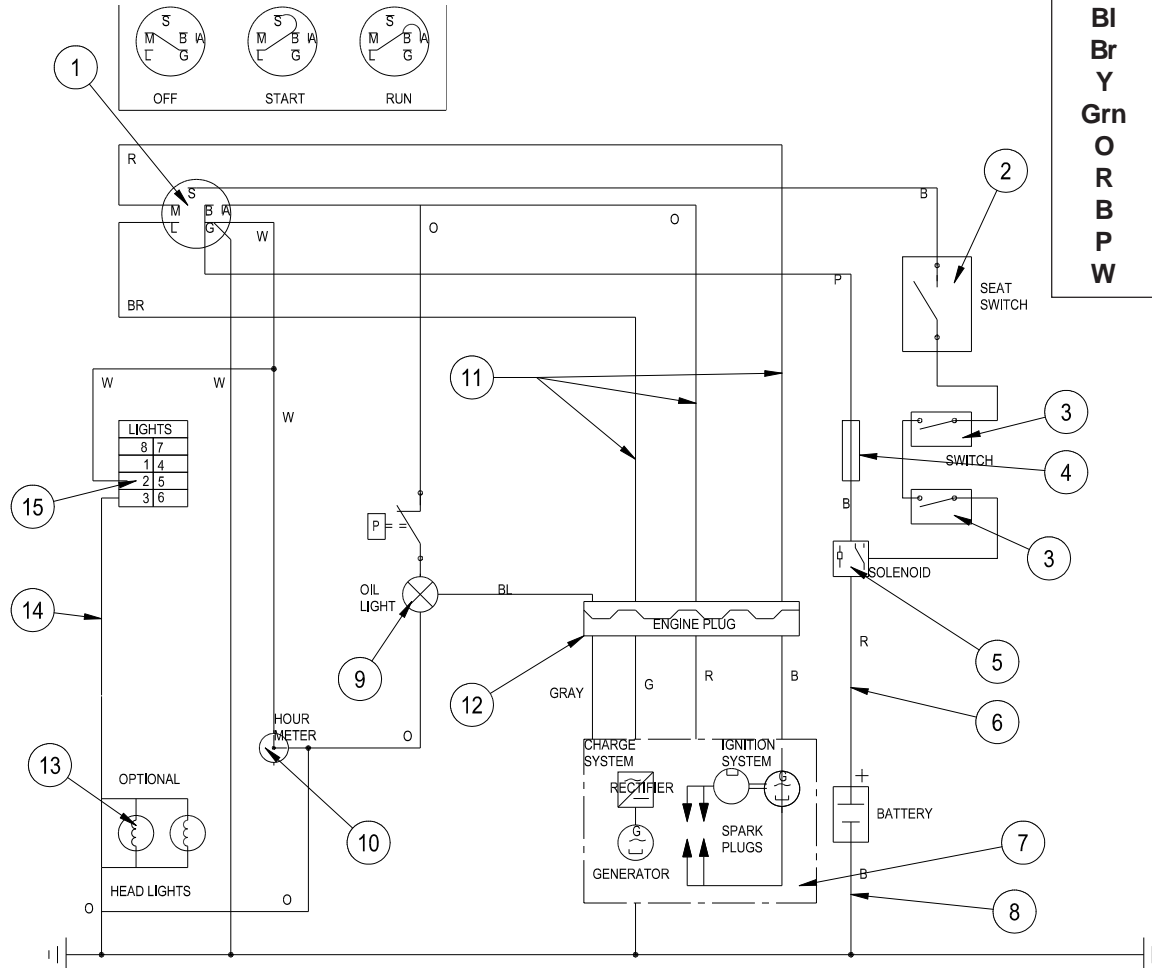 S S S
M B A M B A M B A
L G L G L G
OFF START RUN
Bl
Br
Y
Grn
O
R
B
P
W
1
R
S
M B A
L G
W
O
O
B
2
SEAT
SWITCH
BR
P
11
W W
W
3
SWITCH
4
LIGHTS
8 7
1 4
2 5
3 6
15
P
B
3
SOLENOID
OIL
LIGHT
BL
ENGINE PLUG
14
9
12
5
GRAY G R B
R
6
HOUR
METER
O
CHARGE
SYSTEM
IGNITION
SYSTEM
RECTIFIER
G
13
OPTIONAL
10
+
BATTERY
G
GENERATOR
SPARK
PLUGS
7
HEAD LIGHTS
O
O
B
8